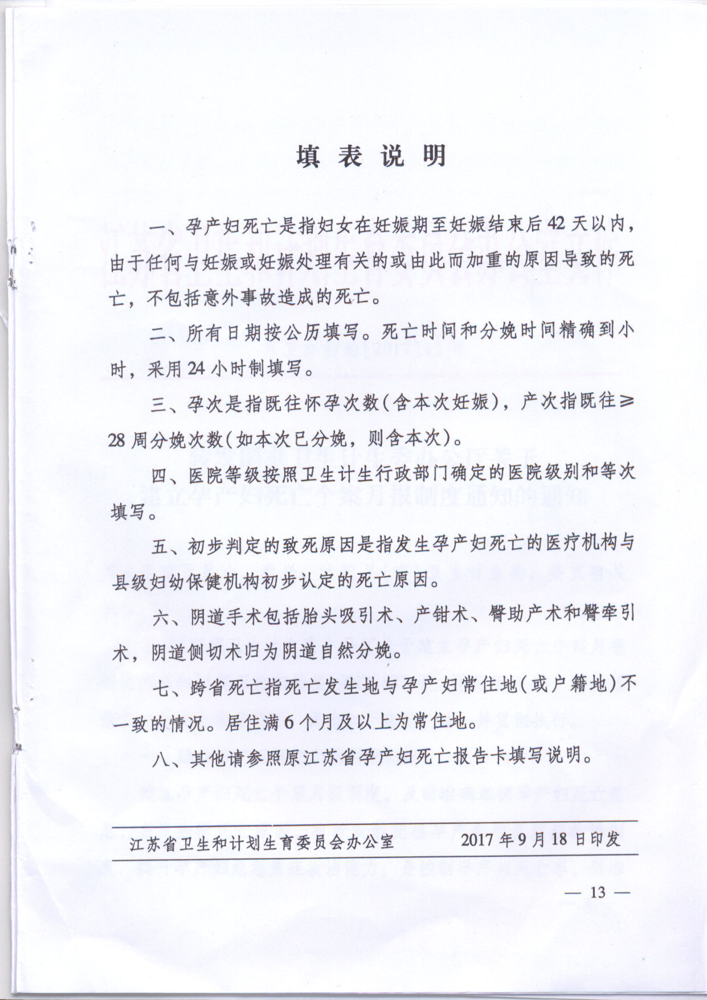 填表说明
一、孕产妇死亡是指妇女在妊娠期至妊娠结束后42天以内，
由于任何与妊娠或妊娠处理有关的或由此而加重的原因导致的死
亡，不包括意外事故造成的死亡。
二、所有日期按公历填写。死亡时间和分娩时间精确到小
时，采用24小时制填写。
三、孕次是指既往怀孕次数(含本次妊娠)，产次指既往≥
28周分娩次数(如本次已分娩，则含本次)。
四、医院等级按照卫生计生行政部门确定的医院级别和等次
填写。
五、初步判定的致死原因是指发生孕产妇死亡的医疗机构与
县级妇幼保健机构初步认定的死亡原因。
六、阴道手术包括胎头吸引术、产钳术、臀助产术和臀牵引
术，阴道侧切术归为阴道自然分娩。
七、跨省死亡指死亡发生地与孕产妇常住地(或户籍地)不
一致的情况。居住满6个月及以上为常住地。
八、其他请参照原江苏省孕产妇死亡报告卡填写说明。
江苏省卫生和计划生育委员会办公室 2017年9月18日印发
— 13 —